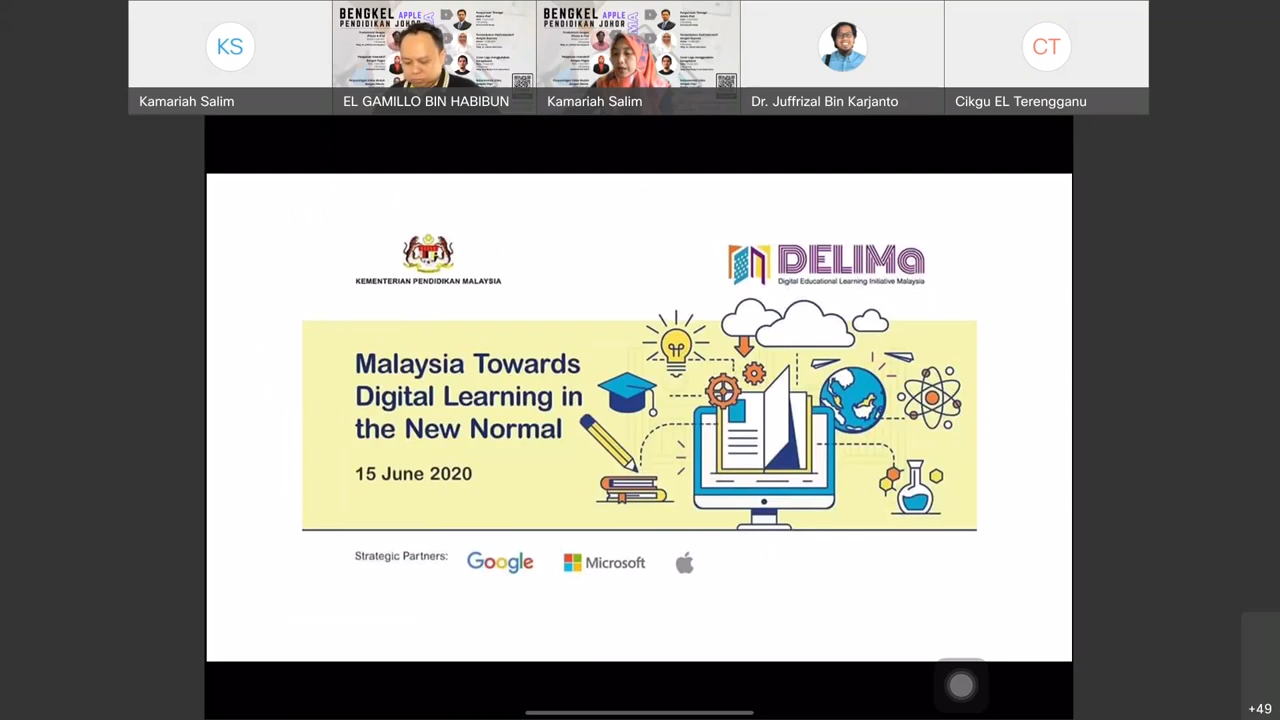 KS
Kamariah Salim
BENGKEL APPLE
PENDIDIKAN JOHOR
EL GAMILLO BIN HABIBUN
BENGKEL APPLE
PENDIDIKAN JOHOR
Kamariah Salim
Dr. Juffrizal Bin Karjanto
CT
Cikgu EL Terengganu
KEMENTERIAN PENDIDIKAN MALAYSIA
DELIMa
Digital Educational Learning Initiative Malaysia
Malaysia Towards
Digital Learning in
the New Normal
15 June 2020
Strategic Partners:
Google
Microsoft
+49